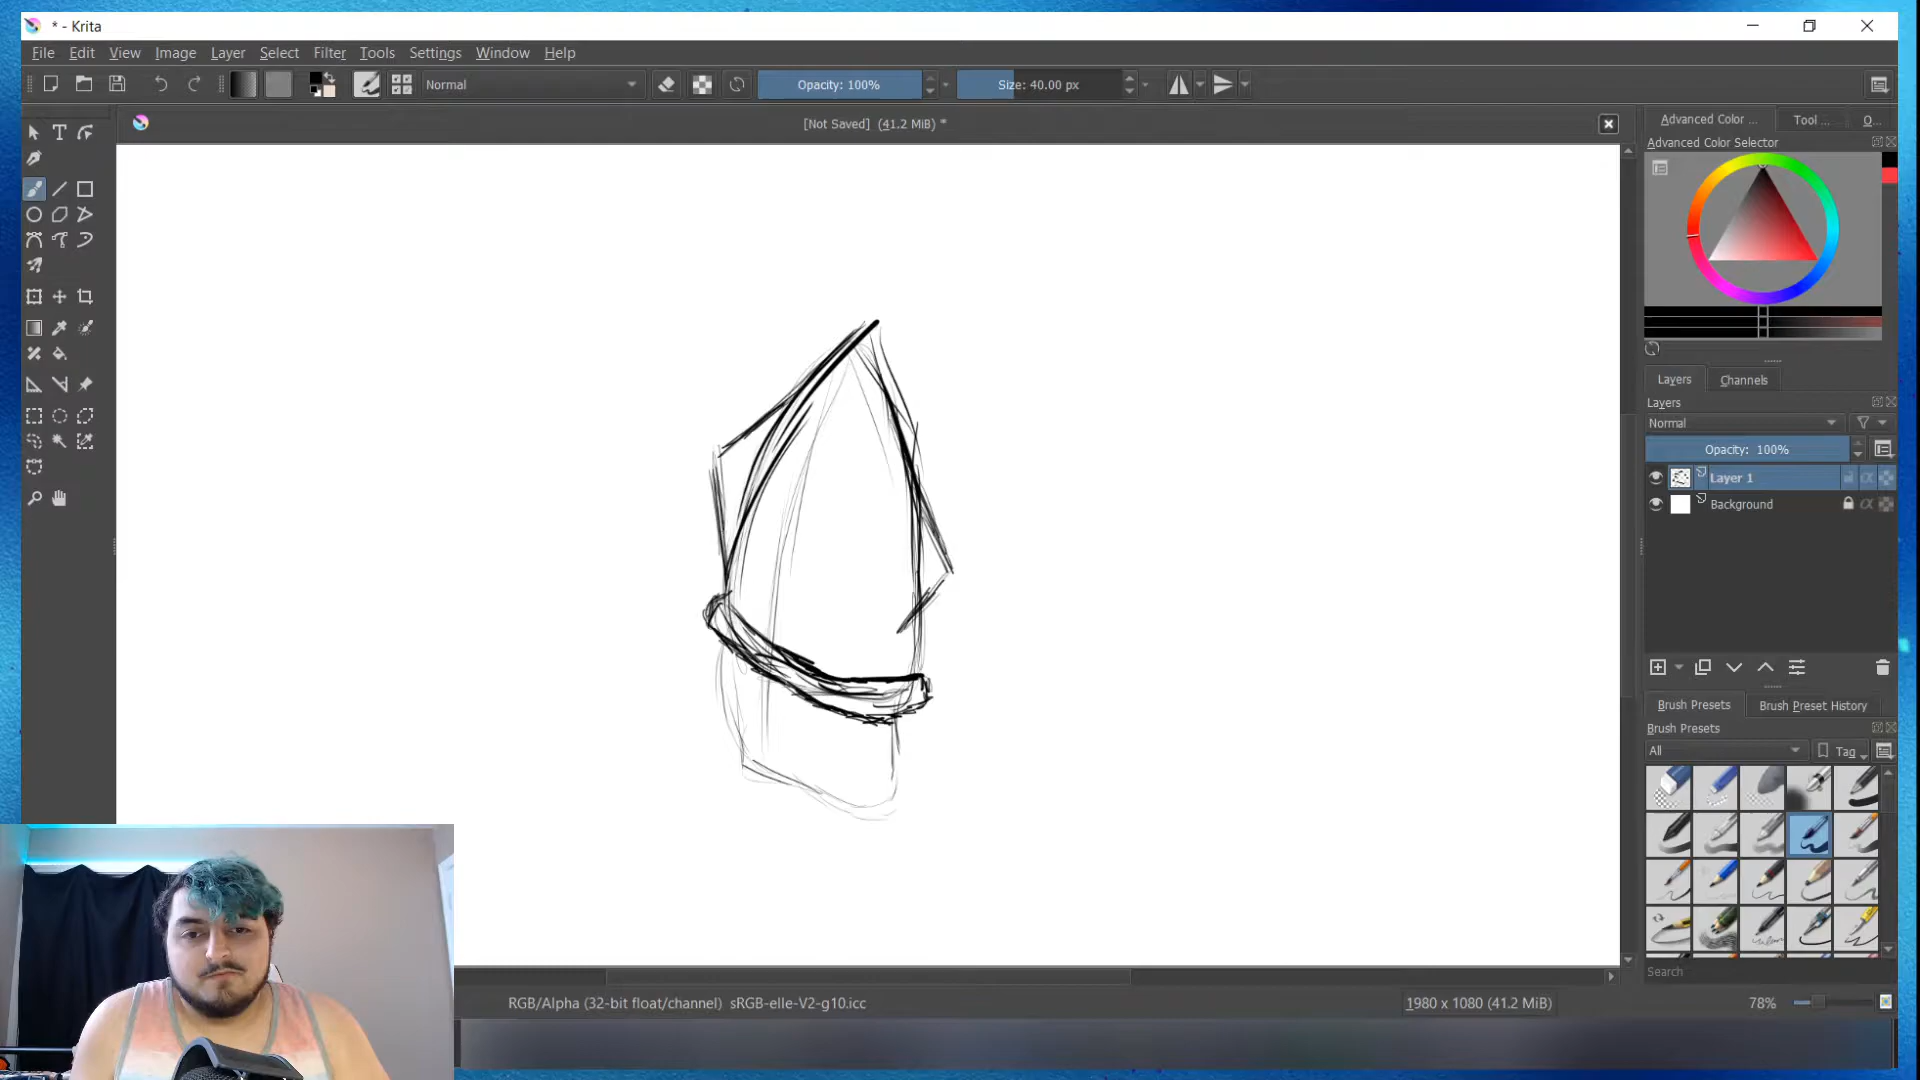 * - Krita
File Edit View Image Layer Select Filter Tools Settings Window Help
Normal Opacity: 100% Size: 40.00 px
[Not Saved] (41.2 MiB) *
Advanced Color ... Tool ... O...
Advanced Color Selector
Layers Channels
Layers
Normal
Opacity: 100%
Layer 1
Background
Brush Presets Brush Preset History
Brush Presets
All Tag
Search
RGB/Alpha (32-bit float/channel) sRGB-elle-V2-g10.icc 1980 x 1080 (41.2 MiB) 78%